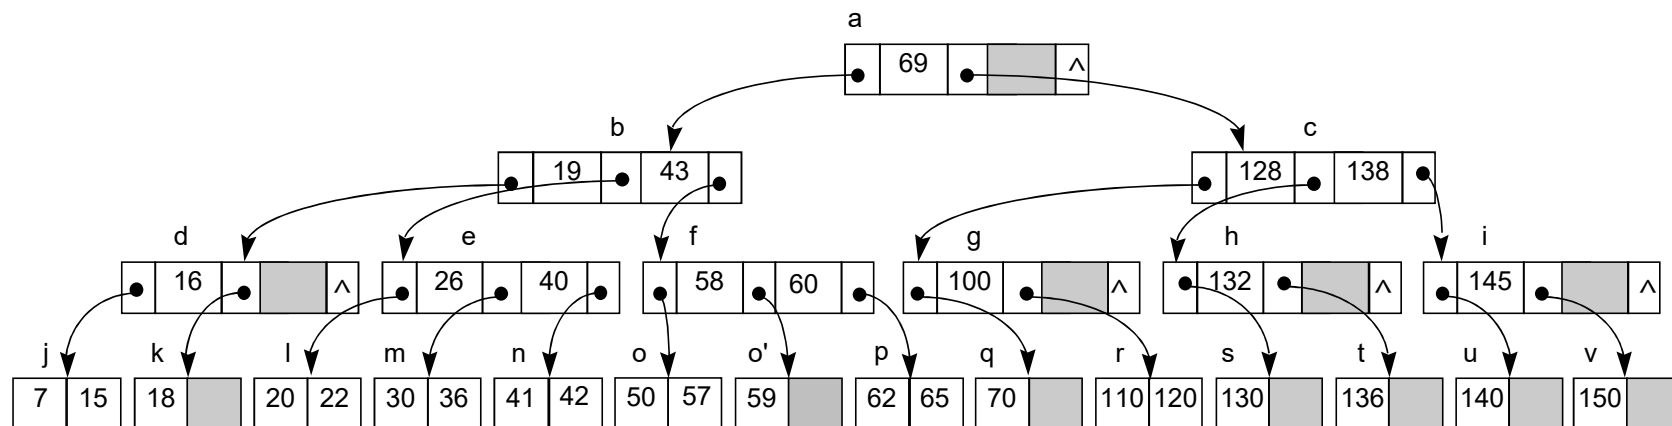 a
69 ^
b c
19 43 128 138
d e f g h i
16 ^ 26 40 58 60 100 ^ 132 ^ 145 ^
j k l m n o o' p q r s t u v
7 15 18 20 22 30 36 41 42 50 57 59 62 65 70 110 120 130 136 140 150